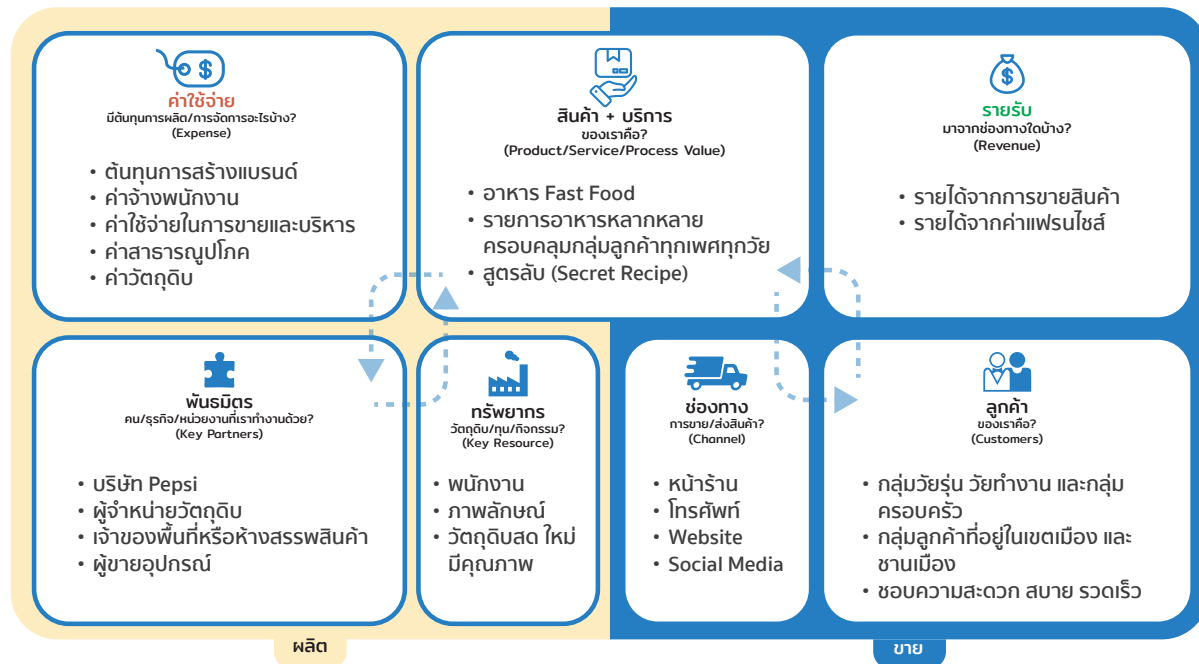 ค่าใช้จ่าย
มีต้นทุนการผลิต/การจัดการอะไรบ้าง?
(Expense)
• ต้นทุนการสร้างแบรนด์
• ค่าจ้างพนักงาน
• ค่าใช้จ่ายในการขายและบริหาร
• ค่าสาธารณูปโภค
• ค่าวัตถุดิบ
สินค้า + บริการ
ของเราคือ?
(Product/Service/Process Value)
• อาหาร Fast Food
• รายการอาหารหลากหลาย
ครอบคลุมกลุ่มลูกค้าทุกเพศทุกวัย
• สูตรลับ (Secret Recipe)
รายรับ
มาจากช่องทางใดบ้าง?
(Revenue)
• รายได้จากการขายสินค้า
• รายได้จากค่าแฟรนไชส์
พันธมิตร
คน/ธุรกิจ/หน่วยงานที่เราทำงานด้วย?
(Key Partners)
• บริษัท Pepsi
• ผู้จำหน่ายวัตถุดิบ
• เจ้าของพื้นที่หรือห้างสรรพสินค้า
• ผู้ขายอุปกรณ์
ทรัพยากร
วัตถุดิบ/ทุน/กิจกรรม?
(Key Resource)
• พนักงาน
• ภาพลักษณ์
• วัตถุดิบสด ใหม่
มีคุณภาพ
ช่องทาง
การขาย/ส่งสินค้า?
(Channel)
• หน้าร้าน
• โทรศัพท์
• Website
• Social Media
ลูกค้า
ของเราคือ?
(Customers)
• กลุ่มวัยรุ่น วัยทำงาน และกลุ่ม
ครอบครัว
• กลุ่มลูกค้าที่อยู่ในเขตเมือง และ
ชานเมือง
• ชอบความสะดวก สบาย รวดเร็ว
ผลิต
ขาย